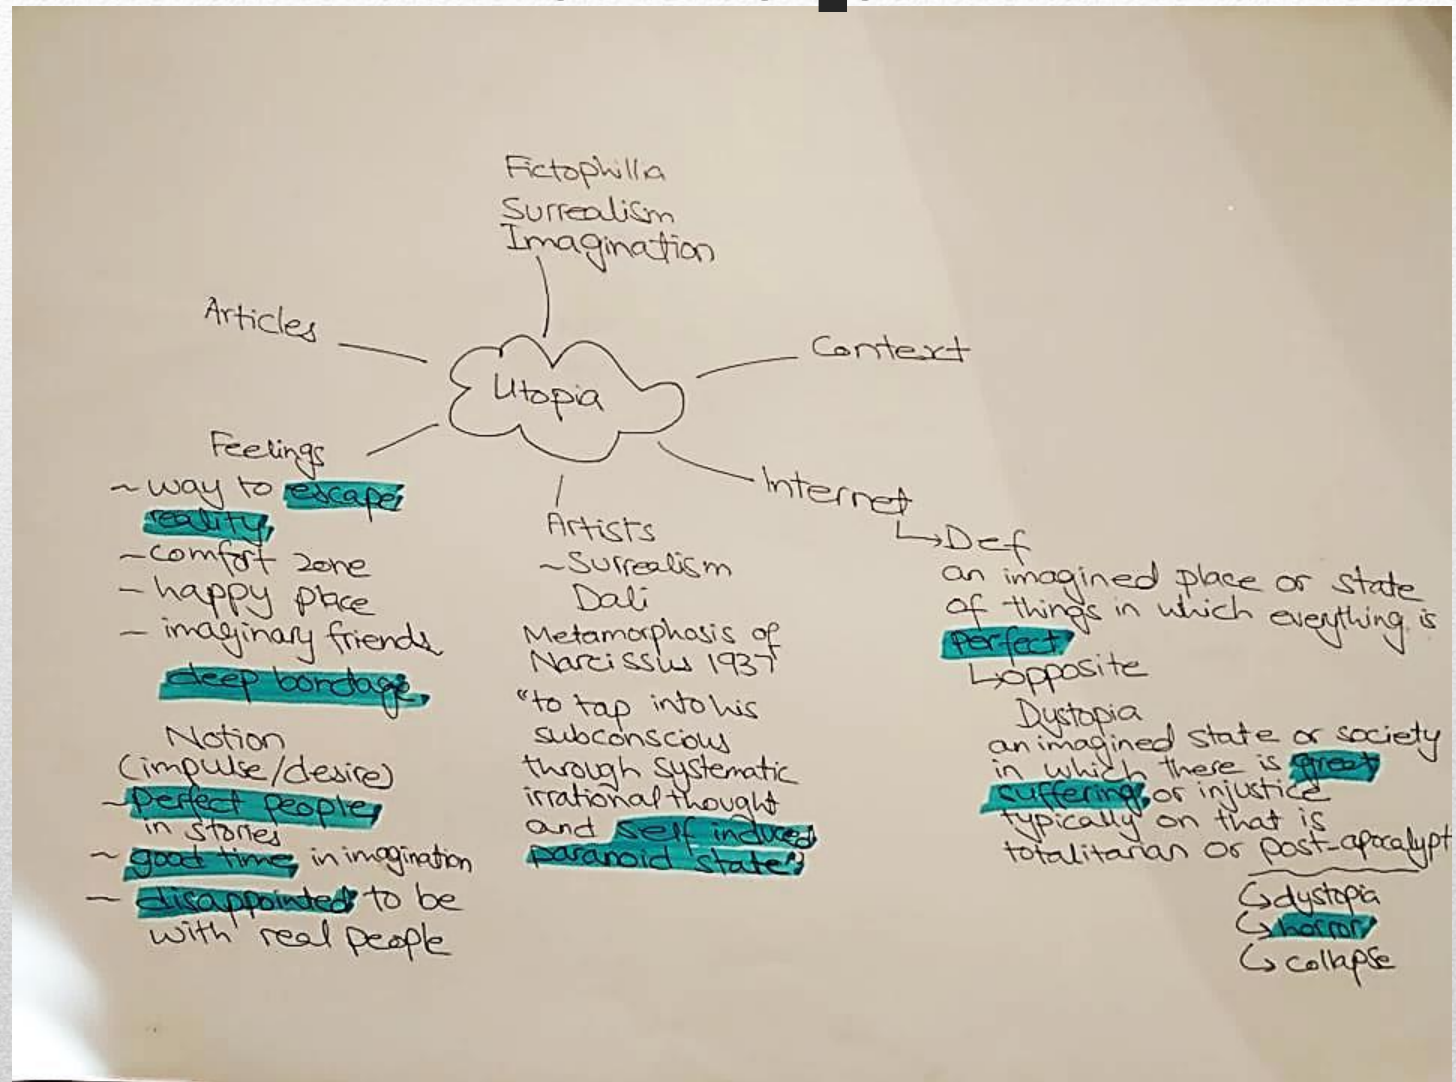 Fictophillia
Surrealism
Imagination
Articles
Context
Utopia
Feelings
~ way to escape
reality
~ comfort zone
- happy place
- imaginary friends
deep bondage
Notion
(impulse/desire)
~ perfect people
in stories
~ good time in imagination
- disappointed to be
with real people
Artists
~ Surrealism
Dali
Metamorphosis of
Narcissus 1937
"to tap into his
subconscious
through systematic
irrational thought
and self induced
paranoid state"
Internet
↳ Def
an imagined place or state
of things in which everything is
perfect
↳ opposite
Dystopia
an imagined state or society
in which there is great
suffering or injustice
typically on that is
totalitarian or post-apocalypt
↳ dystopia
↳ horror
↳ collapse